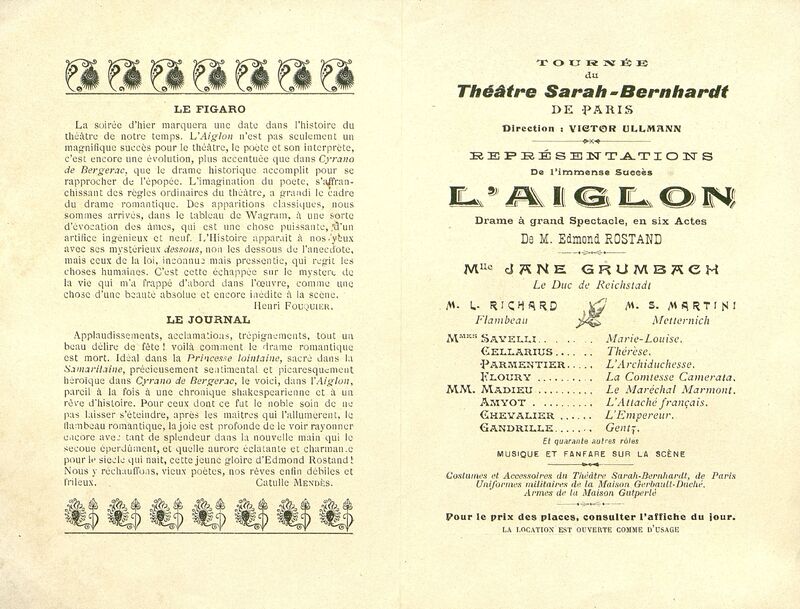 LE FIGARO
La soirée d'hier marquera une date dans l'histoire du
théâtre de notre temps. L'Aiglon n'est pas seulement un
magnifique succès pour le théâtre, le poète et son interprète,
c'est encore une évolution, plus accentuée que dans Cyrano
de Bergerac, que le drame historique accomplit pour se
rapprocher de l'épopée. L'imagination du poète, s'affran-
chissant des règles ordinaires du théâtre, a grandi le cadre
du drame romantique. Des apparitions classiques, nous
sommes arrivés, dans le tableau de Wagram, à une sorte
d'évocation des âmes, qui est une chose puissante, d'un
artifice ingénieux et neuf. L'Histoire apparaît à nos yeux
avec ses mystérieux dessous, non les dessous de l'anecdote,
mais ceux de la loi, inconnue mais pressentie, qui régit les
choses humaines. C'est cette échappée sur le mystère de
la vie qui m'a frappé d'abord dans l'œuvre, comme une
chose d'une beauté absolue et encore inédite à la scène.
Henri FOUQUIER.
LE JOURNAL
Applaudissements, acclamations, trépignements, tout un
beau délire de fête ! voilà comment le drame romantique
est mort. Idéal dans la Princesse lointaine, sacré dans la
Samaritaine, précieusement sentimental et picaresquement
héroïque dans Cyrano de Bergerac, le voici, dans l'Aiglon,
pareil à la fois à une chronique shakespearienne et à un
rêve d'histoire. Pour ceux dont ce fut le noble soin de ne
pas laisser s'éteindre, après les maîtres qui l'allumèrent, le
flambeau romantique, la joie est profonde de le voir rayonner
encore avec tant de splendeur dans la nouvelle main qui le
secoue éperdûment, et quelle aurore éclatante et charmante
pour le siècle qui naît, cette jeune gloire d'Edmond Rostand !
Nous y réchauffons, vieux poètes, nos rêves enfin débiles et
frileux. Catulle MENDÈS.
TOURNÉE
du
Théâtre Sarah-Bernhardt
DE PARIS
Direction : VICTOR ULLMANN
REPRÉSENTATIONS
De l'immense Succès
L'AIGLON
Drame à grand Spectacle, en six Actes
De M. Edmond ROSTAND
Mlle JANE GRUMBACH
Le Duc de Reichstadt
M. L. RICHARD M. S. MARTINI
Flambeau Metternich
Mmes SAVELLI...... Marie-Louise.
CELLARIUS...... Thérèse.
PARMENTIER..... L'Archiduchesse.
FLOURY......... La Comtesse Camerata.
MM. MADIEU......... Le Maréchal Marmont.
AMYOT.......... L'Attaché français.
CHEVALIER...... L'Empereur.
GANDRILLE...... Gentz.
Et quarante autres rôles
MUSIQUE ET FANFARE SUR LA SCÈNE
Costumes et Accessoires du Théâtre Sarah-Bernhardt, de Paris
Uniformes militaires de la Maison Gerbault-Duché.
Armes de la Maison Gutperlé
Pour le prix des places, consulter l'affiche du jour.
LA LOCATION EST OUVERTE COMME D'USAGE